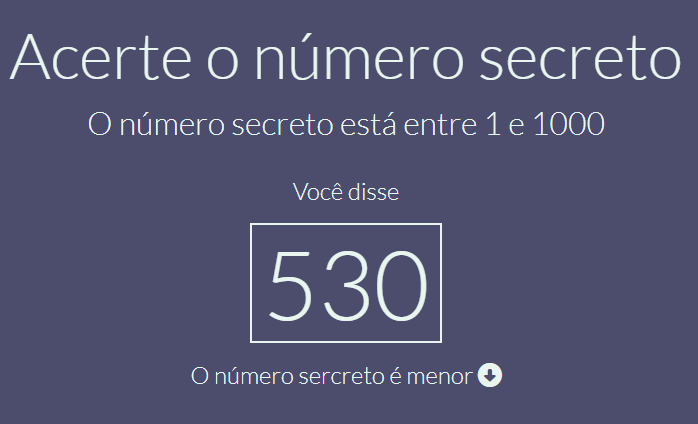 Acerte o número secreto
O número secreto está entre 1 e 1000
Você disse
530
O número sercreto é menor